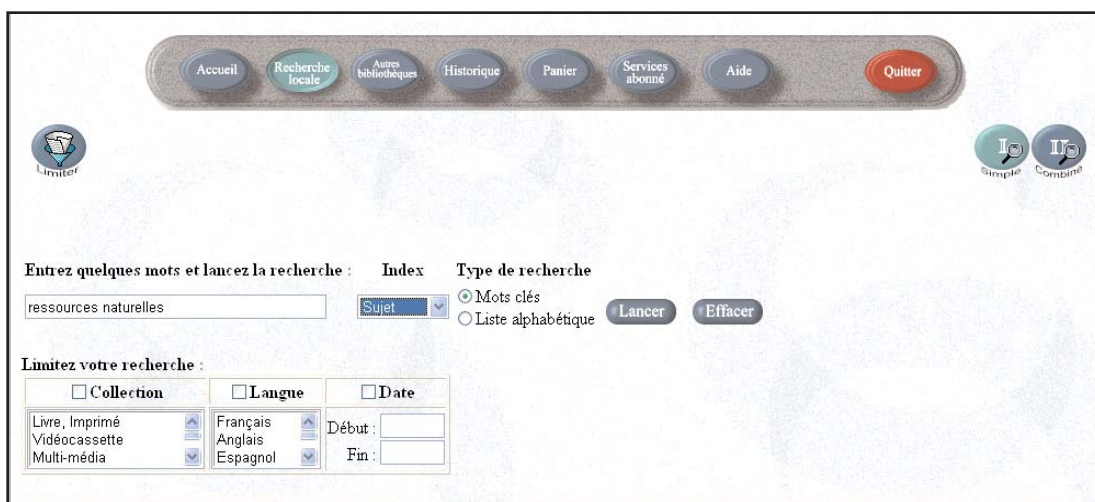 Accueil
Recherche locale
Autres bibliothèques
Historique
Panier
Services abonné
Aide
Quitter
Limiter
I
Simple
II
Combiné
Entrez quelques mots et lancez la recherche :
Index
Type de recherche
ressources naturelles
Sujet
Mots clés
Liste alphabétique
Lancer
Effacer
Limitez votre recherche :
Collection
Langue
Date
Livre, Imprimé
Vidéocassette
Multi-média
Français
Anglais
Espagnol
Début :
Fin :